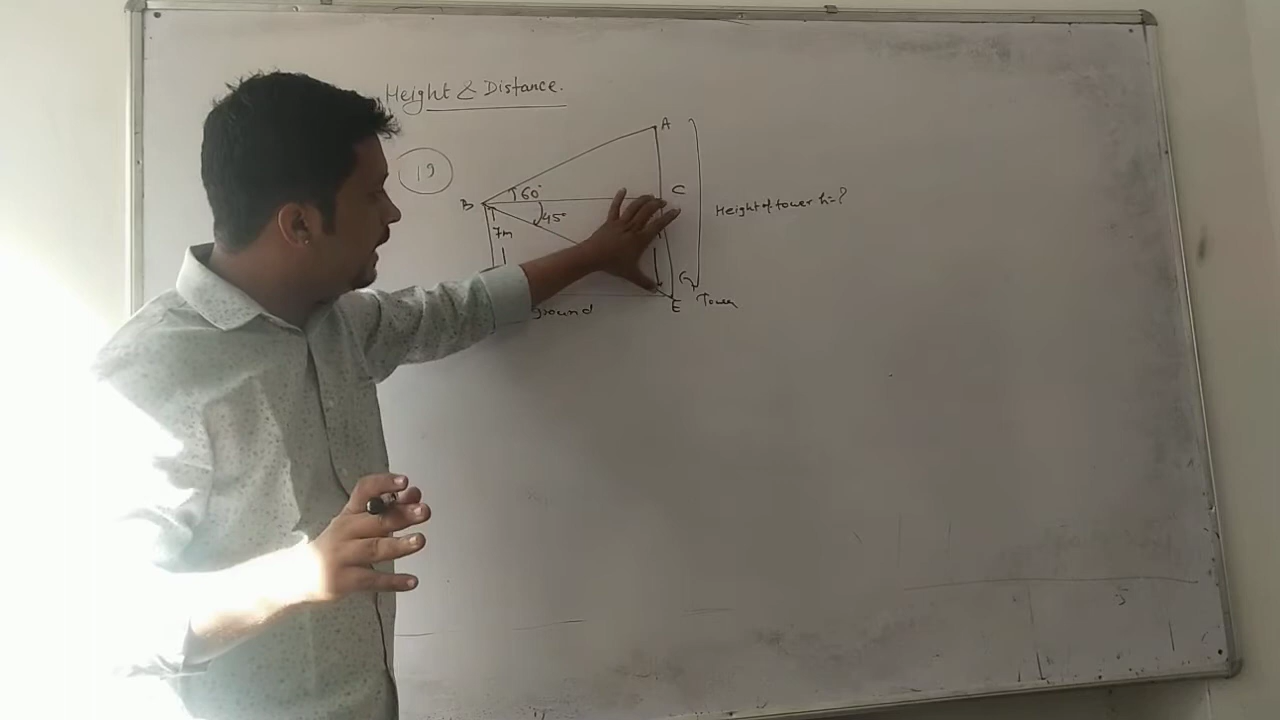 Height & Distance.
19
A
60°
C
B
45°
Height of tower h=?
7m
ground
E
Tower